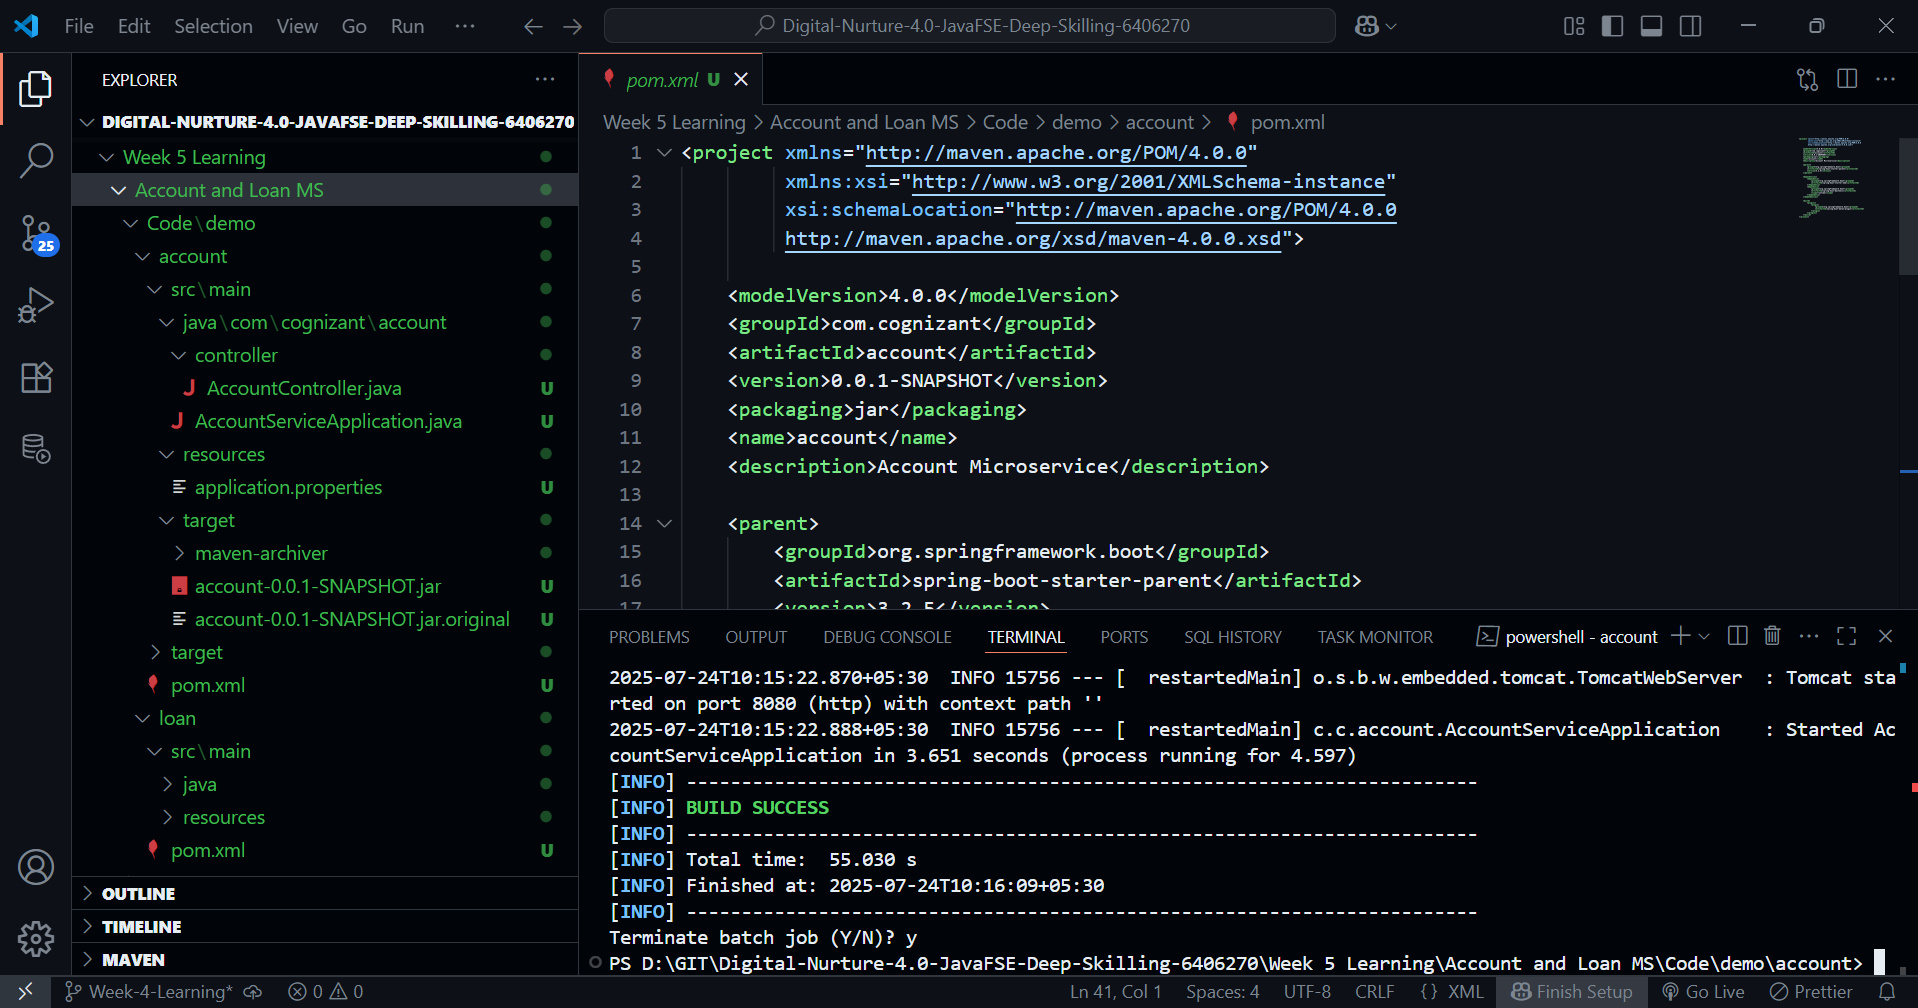 File Edit Selection View Go Run ··· Digital-Nurture-4.0-JavaFSE-Deep-Skilling-6406270
EXPLORER
DIGITAL-NURTURE-4.0-JAVAFSE-DEEP-SKILLING-6406270
Week 5 Learning
Account and Loan MS
Code\demo
account
src\main
java\com\cognizant\account
controller
AccountController.java U
AccountServiceApplication.java U
resources
application.properties U
target
maven-archiver
account-0.0.1-SNAPSHOT.jar U
account-0.0.1-SNAPSHOT.jar.original U
target
pom.xml U
loan
src\main
java
resources
pom.xml U
OUTLINE
TIMELINE
MAVEN
25
pom.xml U
Week 5 Learning > Account and Loan MS > Code > demo > account > pom.xml
1 <project xmlns="http://maven.apache.org/POM/4.0.0"
2 xmlns:xsi="http://www.w3.org/2001/XMLSchema-instance"
3 xsi:schemaLocation="http://maven.apache.org/POM/4.0.0
4 http://maven.apache.org/xsd/maven-4.0.0.xsd">
5
6 <modelVersion>4.0.0</modelVersion>
7 <groupId>com.cognizant</groupId>
8 <artifactId>account</artifactId>
9 <version>0.0.1-SNAPSHOT</version>
10 <packaging>jar</packaging>
11 <name>account</name>
12 <description>Account Microservice</description>
13
14 <parent>
15 <groupId>org.springframework.boot</groupId>
16 <artifactId>spring-boot-starter-parent</artifactId>
17 <version>3.2.5</version>
PROBLEMS OUTPUT DEBUG CONSOLE TERMINAL PORTS SQL HISTORY TASK MONITOR powershell - account
2025-07-24T10:15:22.870+05:30 INFO 15756 --- [ restartedMain] o.s.b.w.embedded.tomcat.TomcatWebServer : Tomcat sta
rted on port 8080 (http) with context path ''
2025-07-24T10:15:22.888+05:30 INFO 15756 --- [ restartedMain] c.c.account.AccountServiceApplication : Started Ac
countServiceApplication in 3.651 seconds (process running for 4.597)
[INFO] ------------------------------------------------------------------------
[INFO] BUILD SUCCESS
[INFO] ------------------------------------------------------------------------
[INFO] Total time: 55.030 s
[INFO] Finished at: 2025-07-24T10:16:09+05:30
[INFO] ------------------------------------------------------------------------
Terminate batch job (Y/N)? y
PS D:\GIT\Digital-Nurture-4.0-JavaFSE-Deep-Skilling-6406270\Week 5 Learning\Account and Loan MS\Code\demo\account>
Week-4-Learning* 0 0 Ln 41, Col 1 Spaces: 4 UTF-8 CRLF {} XML Finish Setup Go Live Prettier